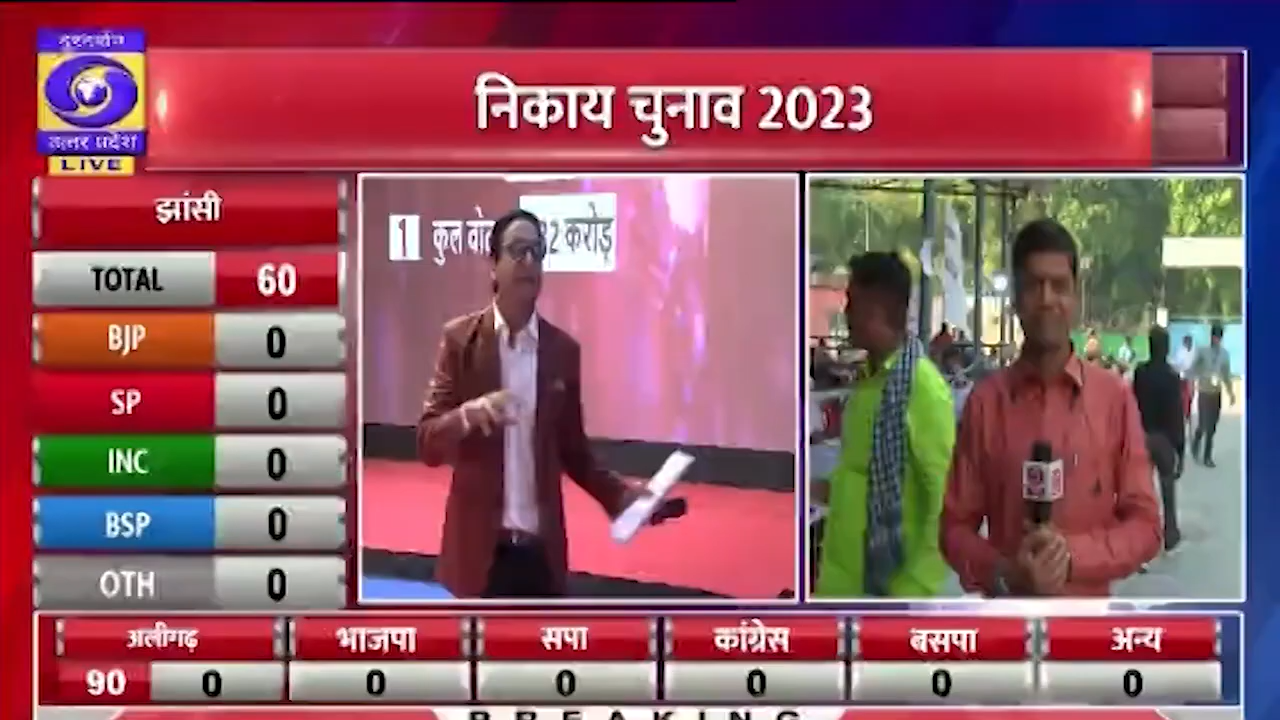 दूरदर्शन
उत्तर प्रदेश
LIVE
निकाय चुनाव 2023
झांसी
TOTAL 60
BJP 0
SP 0
INC 0
BSP 0
OTH 0
1 कुल करोड़
अलीगढ़ भाजपा सपा कांग्रेस बसपा अन्य
90 0 0 0 0 0 0
BREAKING